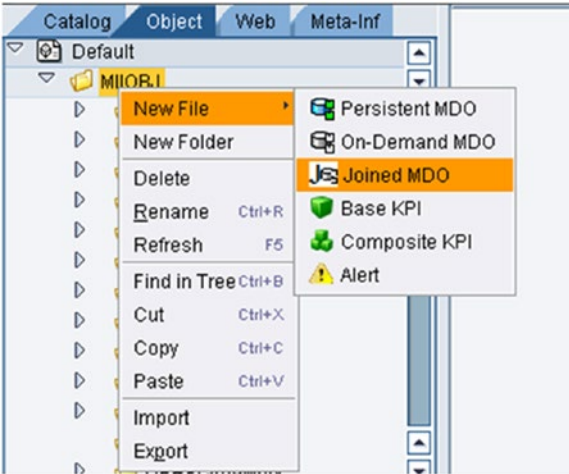 Catalog Object Web Meta-Inf
Default
MIIOBJ
New File Persistent MDO
New Folder On-Demand MDO
Delete Joined MDO
Rename Ctrl+R Base KPI
Refresh F5 Composite KPI
Find in Tree Ctrl+B Alert
Cut Ctrl+X
Copy Ctrl+C
Paste Ctrl+V
Import
Export